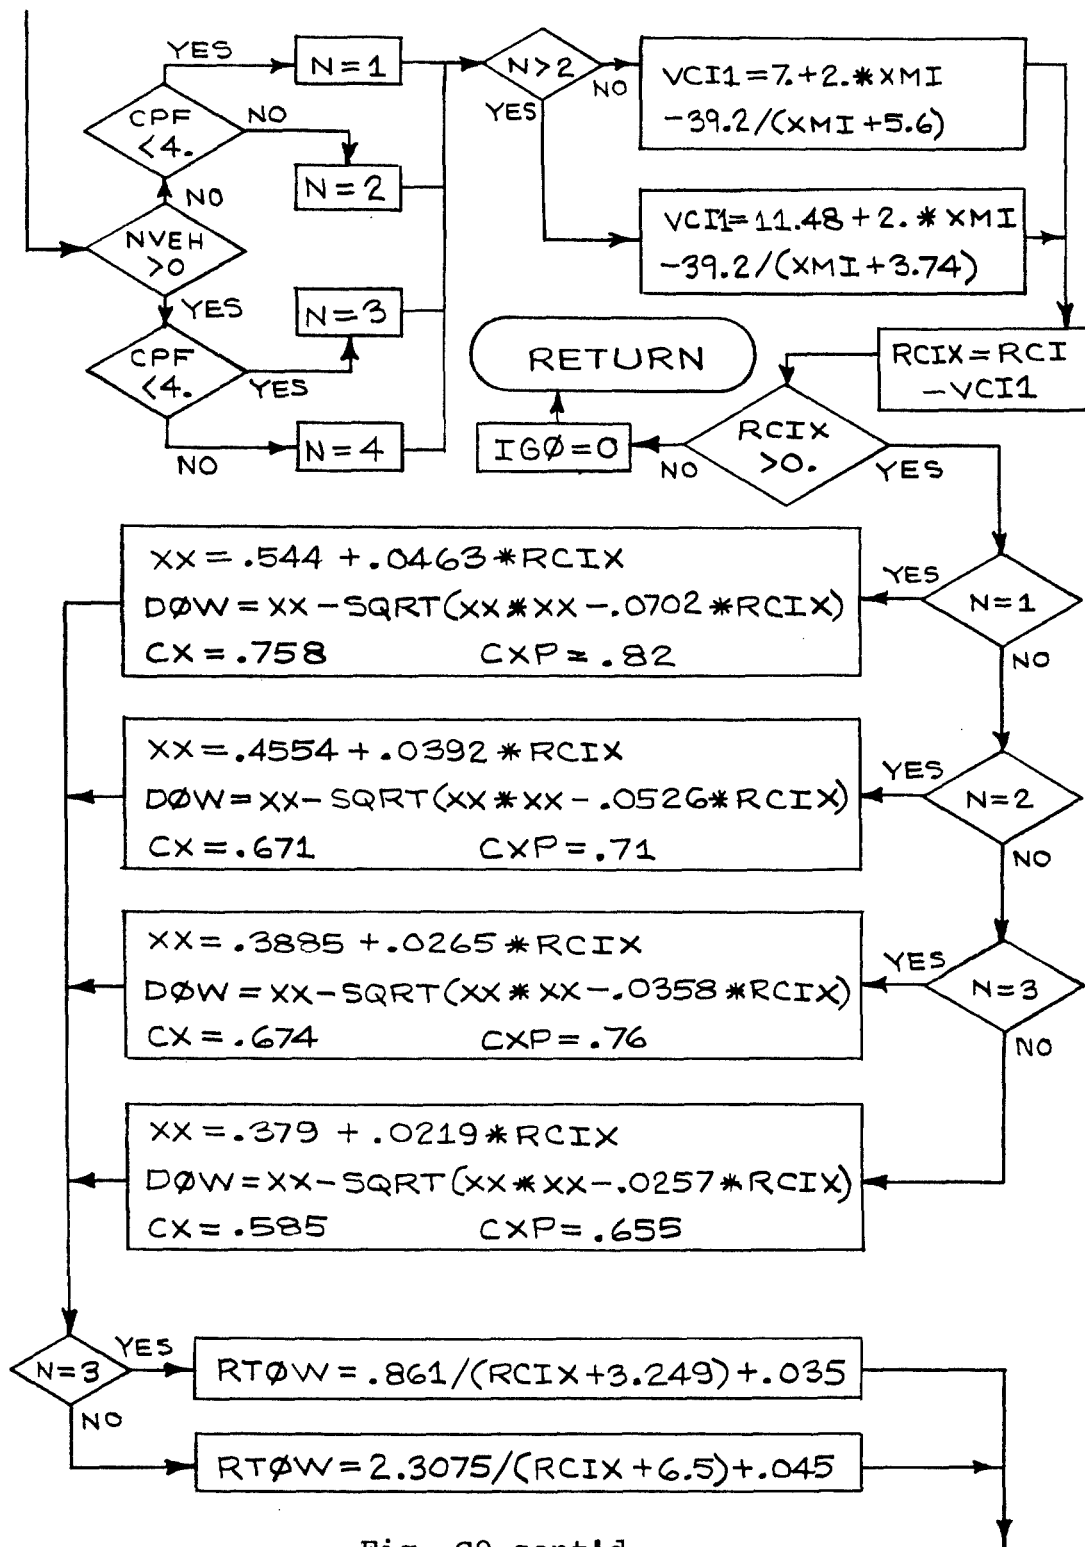 YES
N=1
N>2
NO
YES
VCI1=7.+2.*XMI
-39.2/(XMI+5.6)
CPF
<4.
NO
N=2
NO
VCI1=11.48+2.*XMI
-39.2/(XMI+3.74)
NVEH
>0
YES
N=3
CPF
<4.
YES
NO
N=4
RETURN
RCIX=RCI
-VCI1
IGØ=0
NO
RCIX
>0.
YES
XX=.544+.0463*RCIX
DØW=XX-SQRT(XX*XX-.0702*RCIX)
CX=.758 CXP=.82
YES
N=1
NO
XX=.4554+.0392*RCIX
DØW=XX-SQRT(XX*XX-.0526*RCIX)
CX=.671 CXP=.71
YES
N=2
NO
XX=.3885+.0265*RCIX
DØW=XX-SQRT(XX*XX-.0358*RCIX)
CX=.674 CXP=.76
YES
N=3
NO
XX=.379+.0219*RCIX
DØW=XX-SQRT(XX*XX-.0257*RCIX)
CX=.585 CXP=.655
N=3
YES
RTØW=.861/(RCIX+3.249)+.035
NO
RTØW=2.3075/(RCIX+6.5)+.045
Fig. C9 cont'd